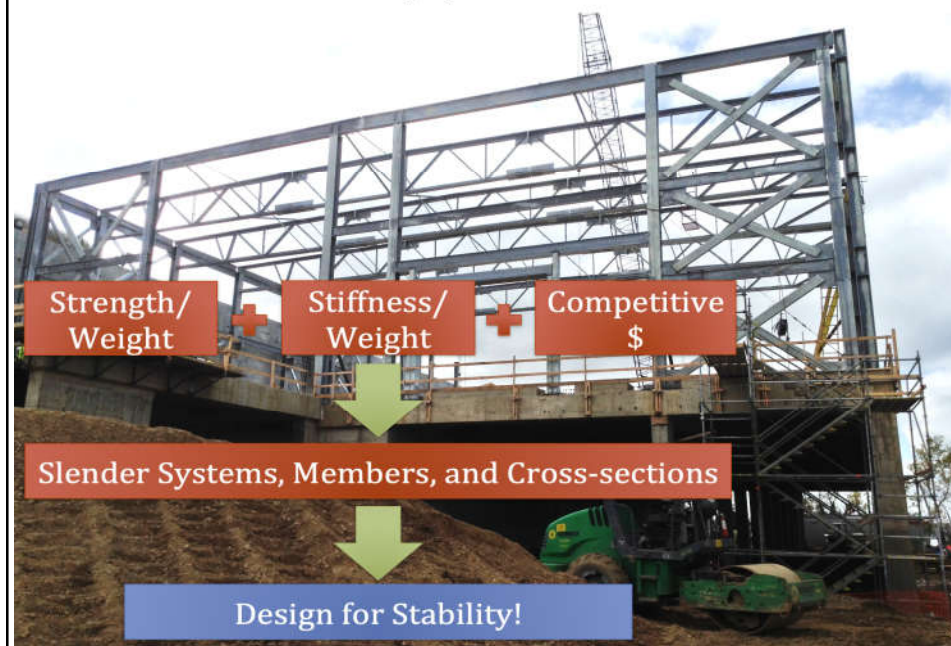 Strength/
Weight
Stiffness/
Weight
Competitive
$
Slender Systems, Members, and Cross-sections
Design for Stability!